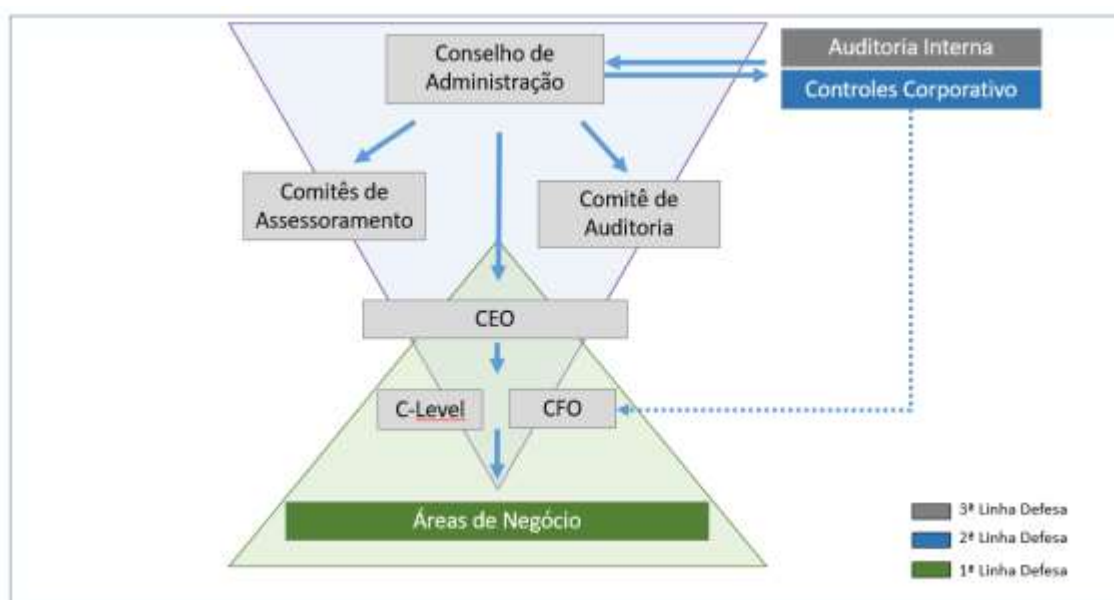 Conselho de
Administração
Auditoria Interna
Controles Corporativo
Comitês de
Assessoramento
Comitê de
Auditoria
CEO
C-Level
CFO
Áreas de Negócio
3ª Linha Defesa
2ª Linha Defesa
1ª Linha Defesa